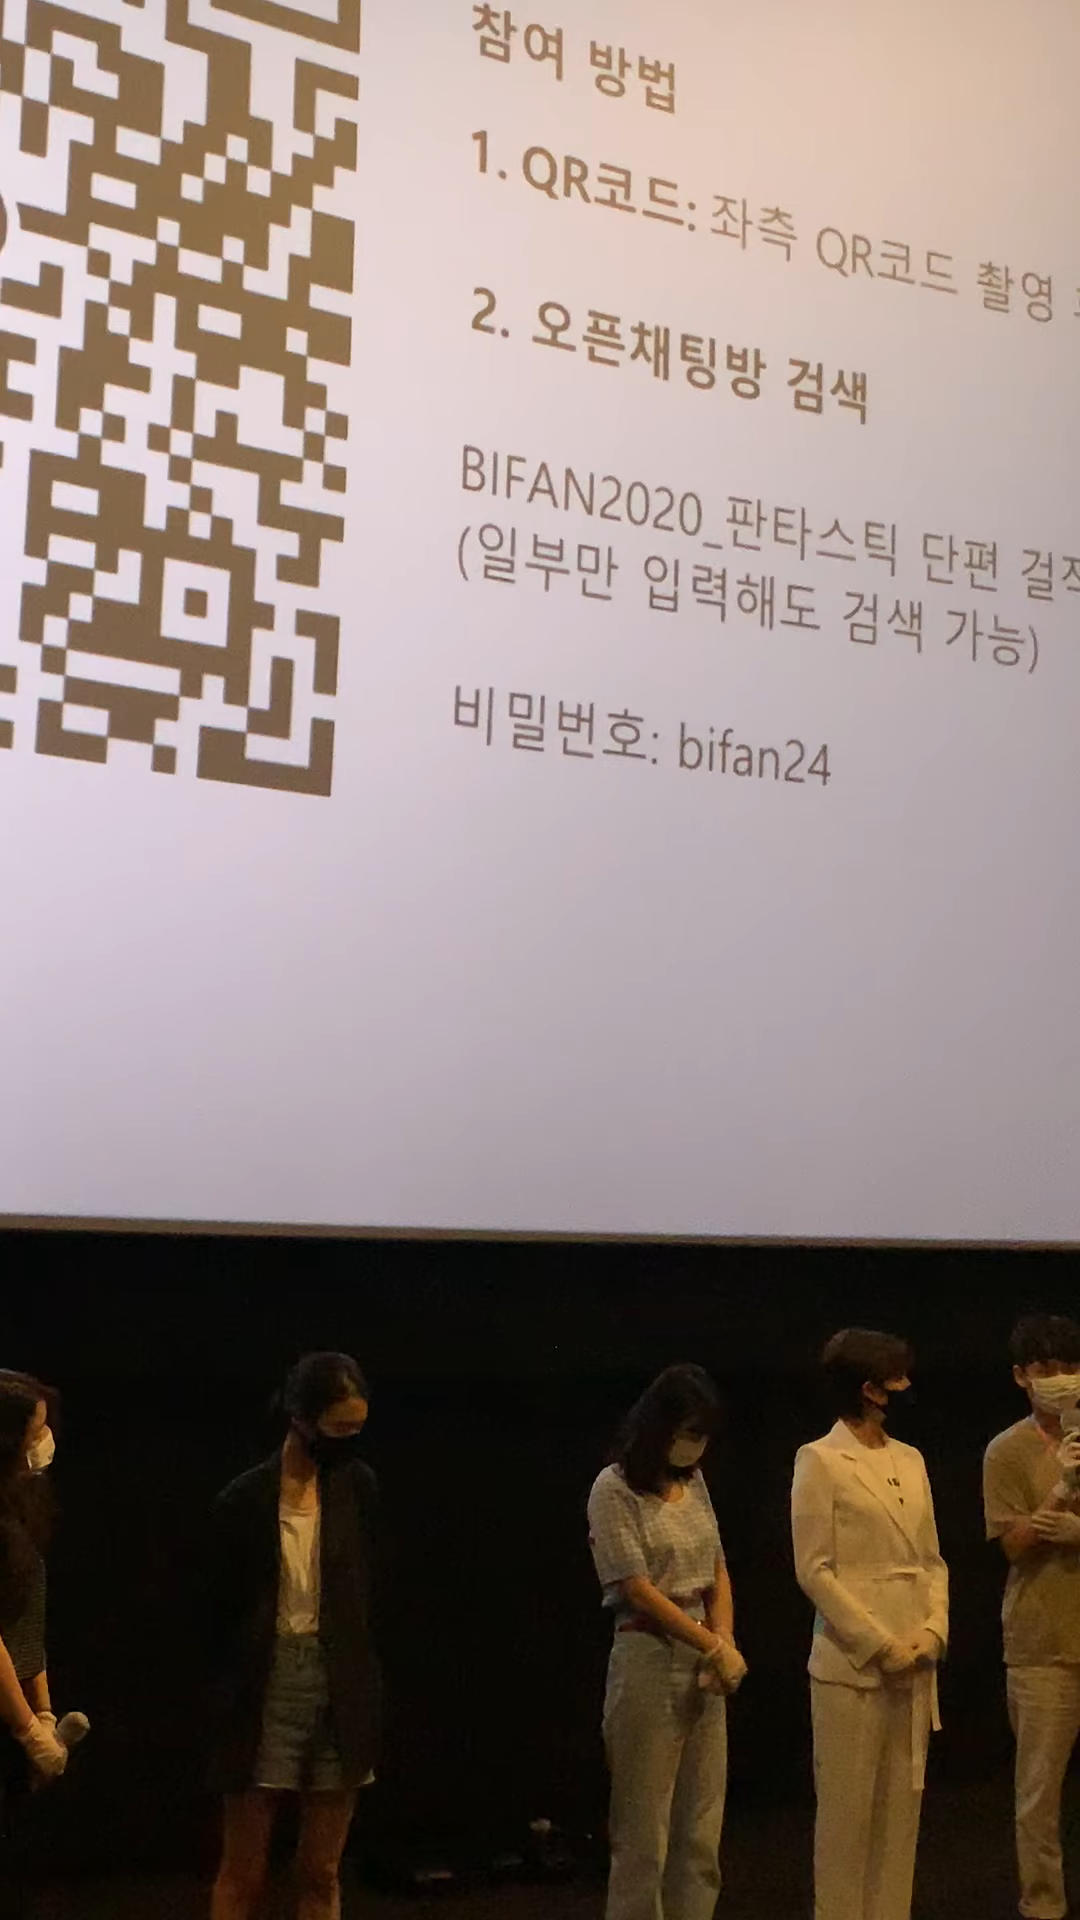 참여 방법
1. QR코드: 좌측 QR코드 촬영
2. 오픈채팅방 검색
BIFAN2020_판타스틱 단편 걸작
(일부만 입력해도 검색 가능)
비밀번호: bifan24